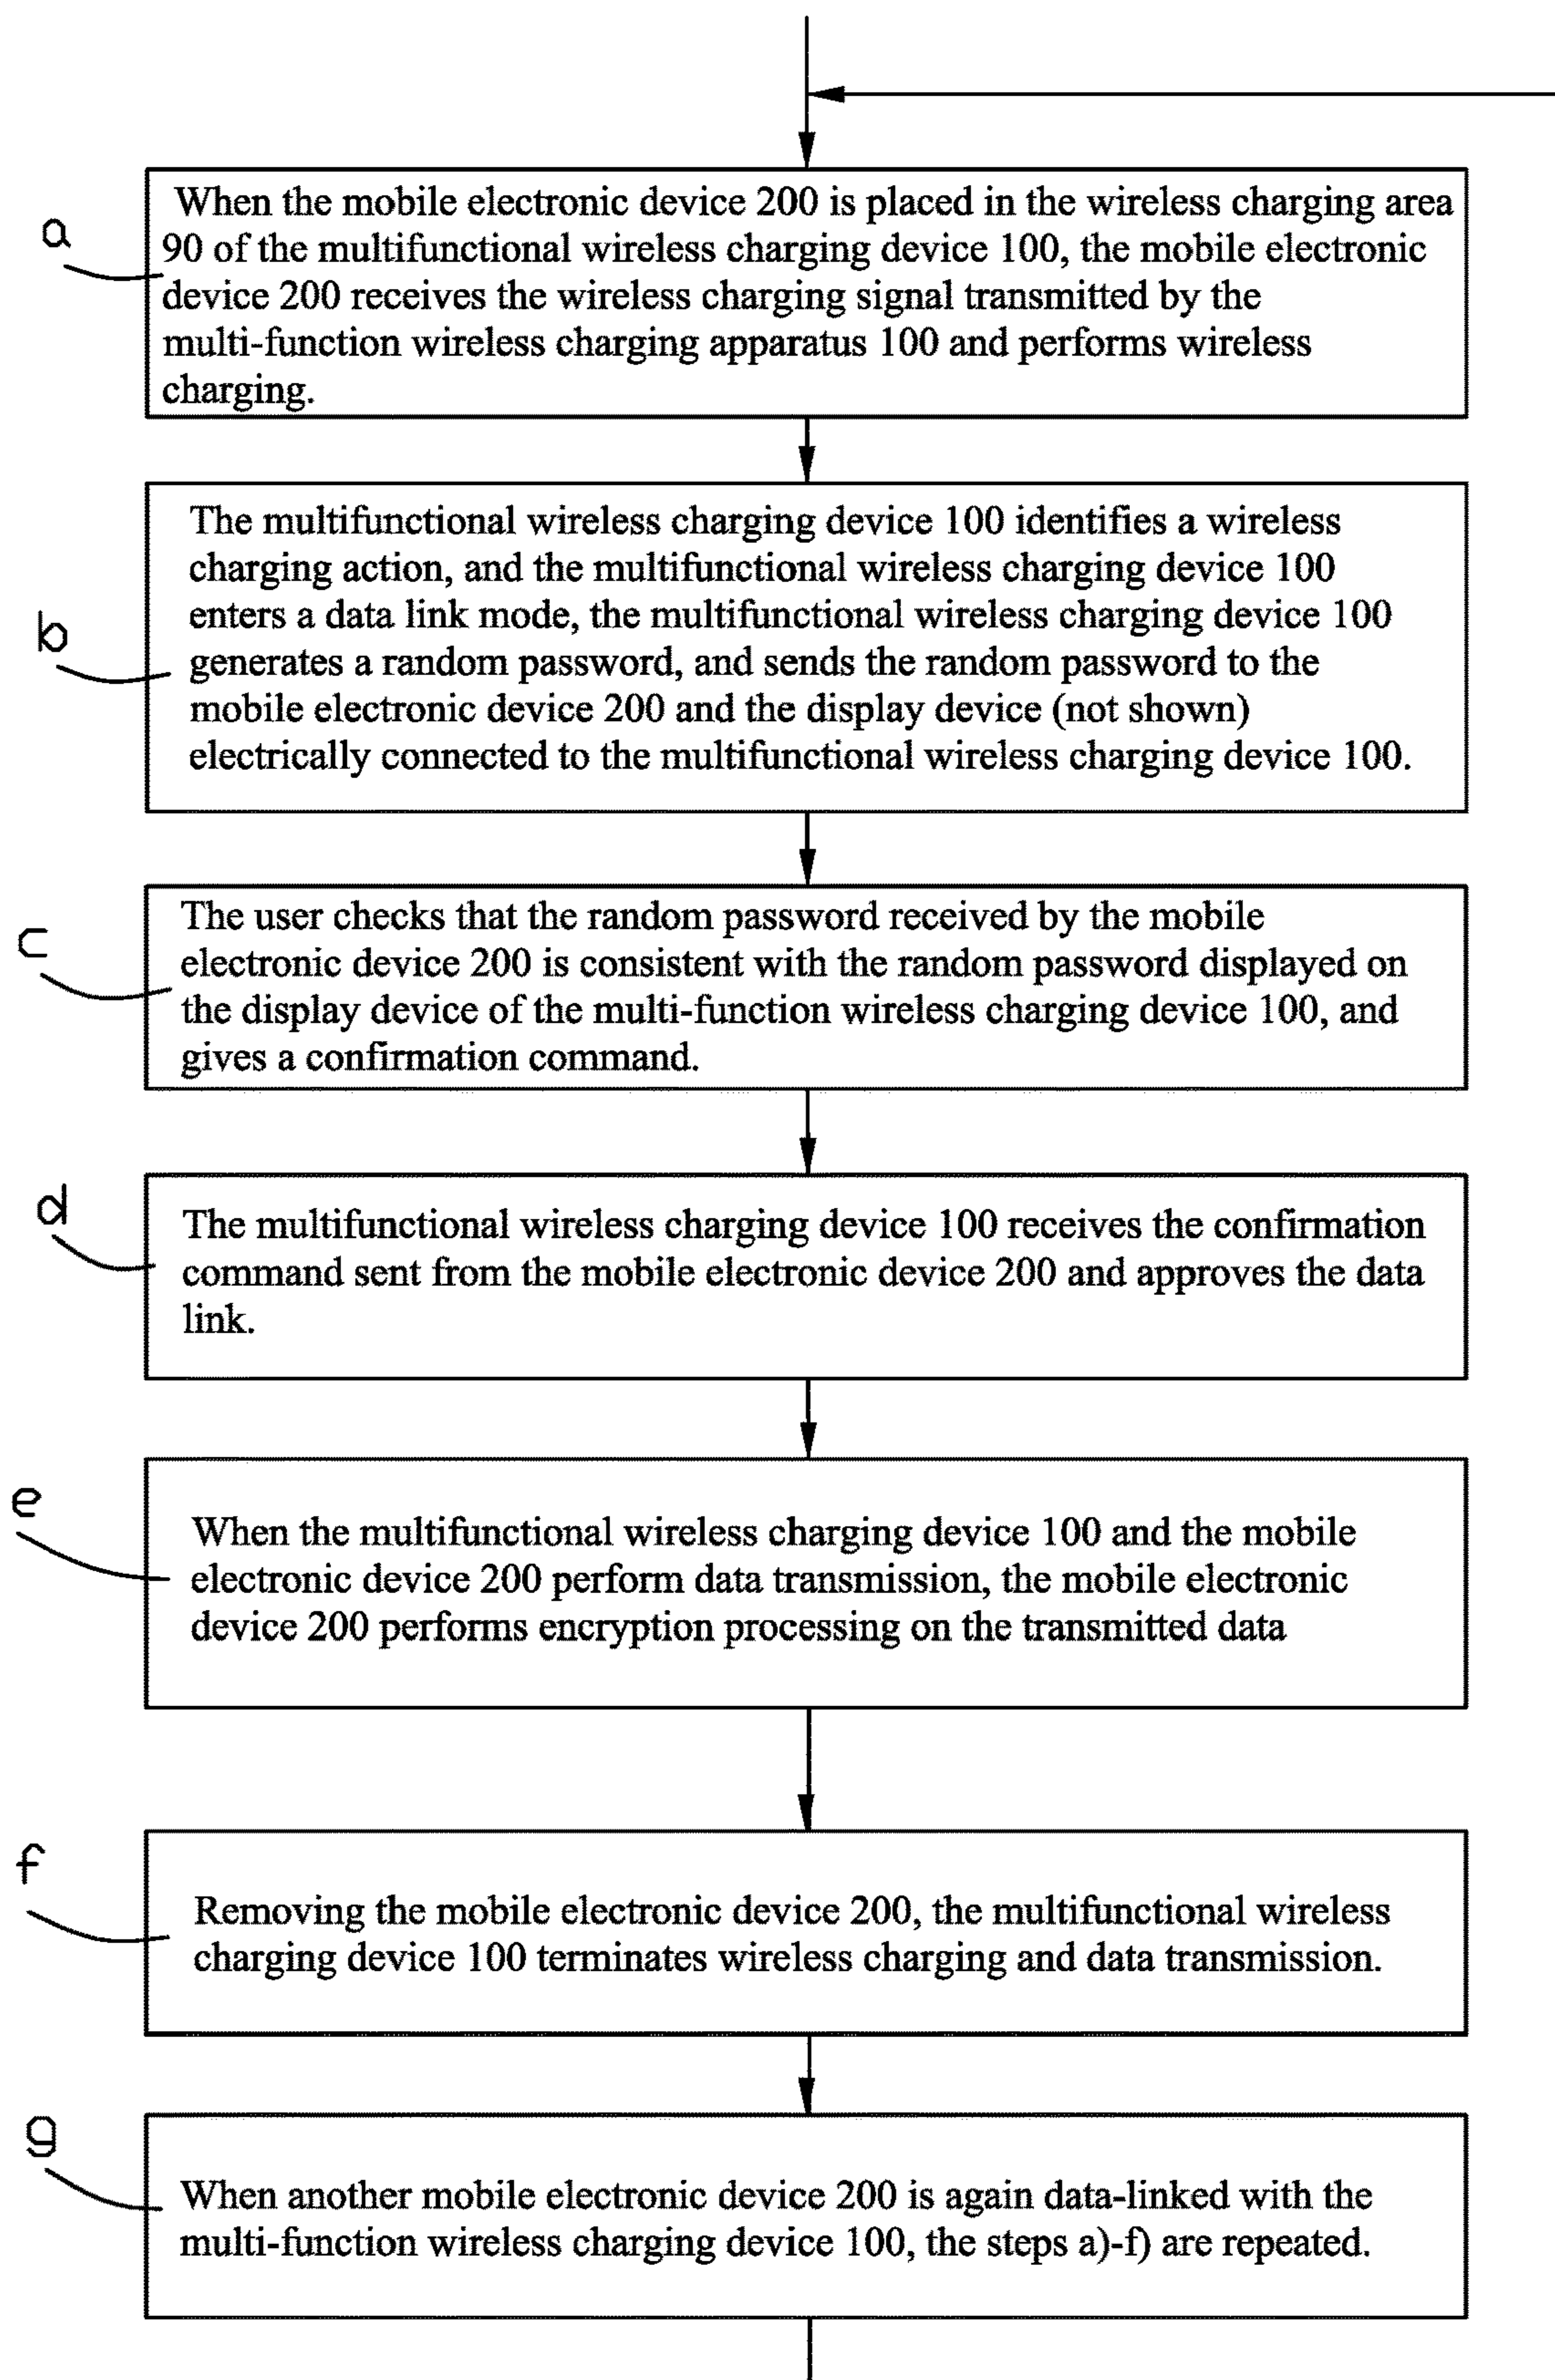 a
When the mobile electronic device 200 is placed in the wireless charging area
90 of the multifunctional wireless charging device 100, the mobile electronic
device 200 receives the wireless charging signal transmitted by the
multi-function wireless charging apparatus 100 and performs wireless
charging.
b
The multifunctional wireless charging device 100 identifies a wireless
charging action, and the multifunctional wireless charging device 100
enters a data link mode, the multifunctional wireless charging device 100
generates a random password, and sends the random password to the
mobile electronic device 200 and the display device (not shown)
electrically connected to the multifunctional wireless charging device 100.
c
The user checks that the random password received by the mobile
electronic device 200 is consistent with the random password displayed on
the display device of the multi-function wireless charging device 100, and
gives a confirmation command.
d
The multifunctional wireless charging device 100 receives the confirmation
command sent from the mobile electronic device 200 and approves the data
link.
e
When the multifunctional wireless charging device 100 and the mobile
electronic device 200 perform data transmission, the mobile electronic
device 200 performs encryption processing on the transmitted data
f
Removing the mobile electronic device 200, the multifunctional wireless
charging device 100 terminates wireless charging and data transmission.
g
When another mobile electronic device 200 is again data-linked with the
multi-function wireless charging device 100, the steps a)-f) are repeated.